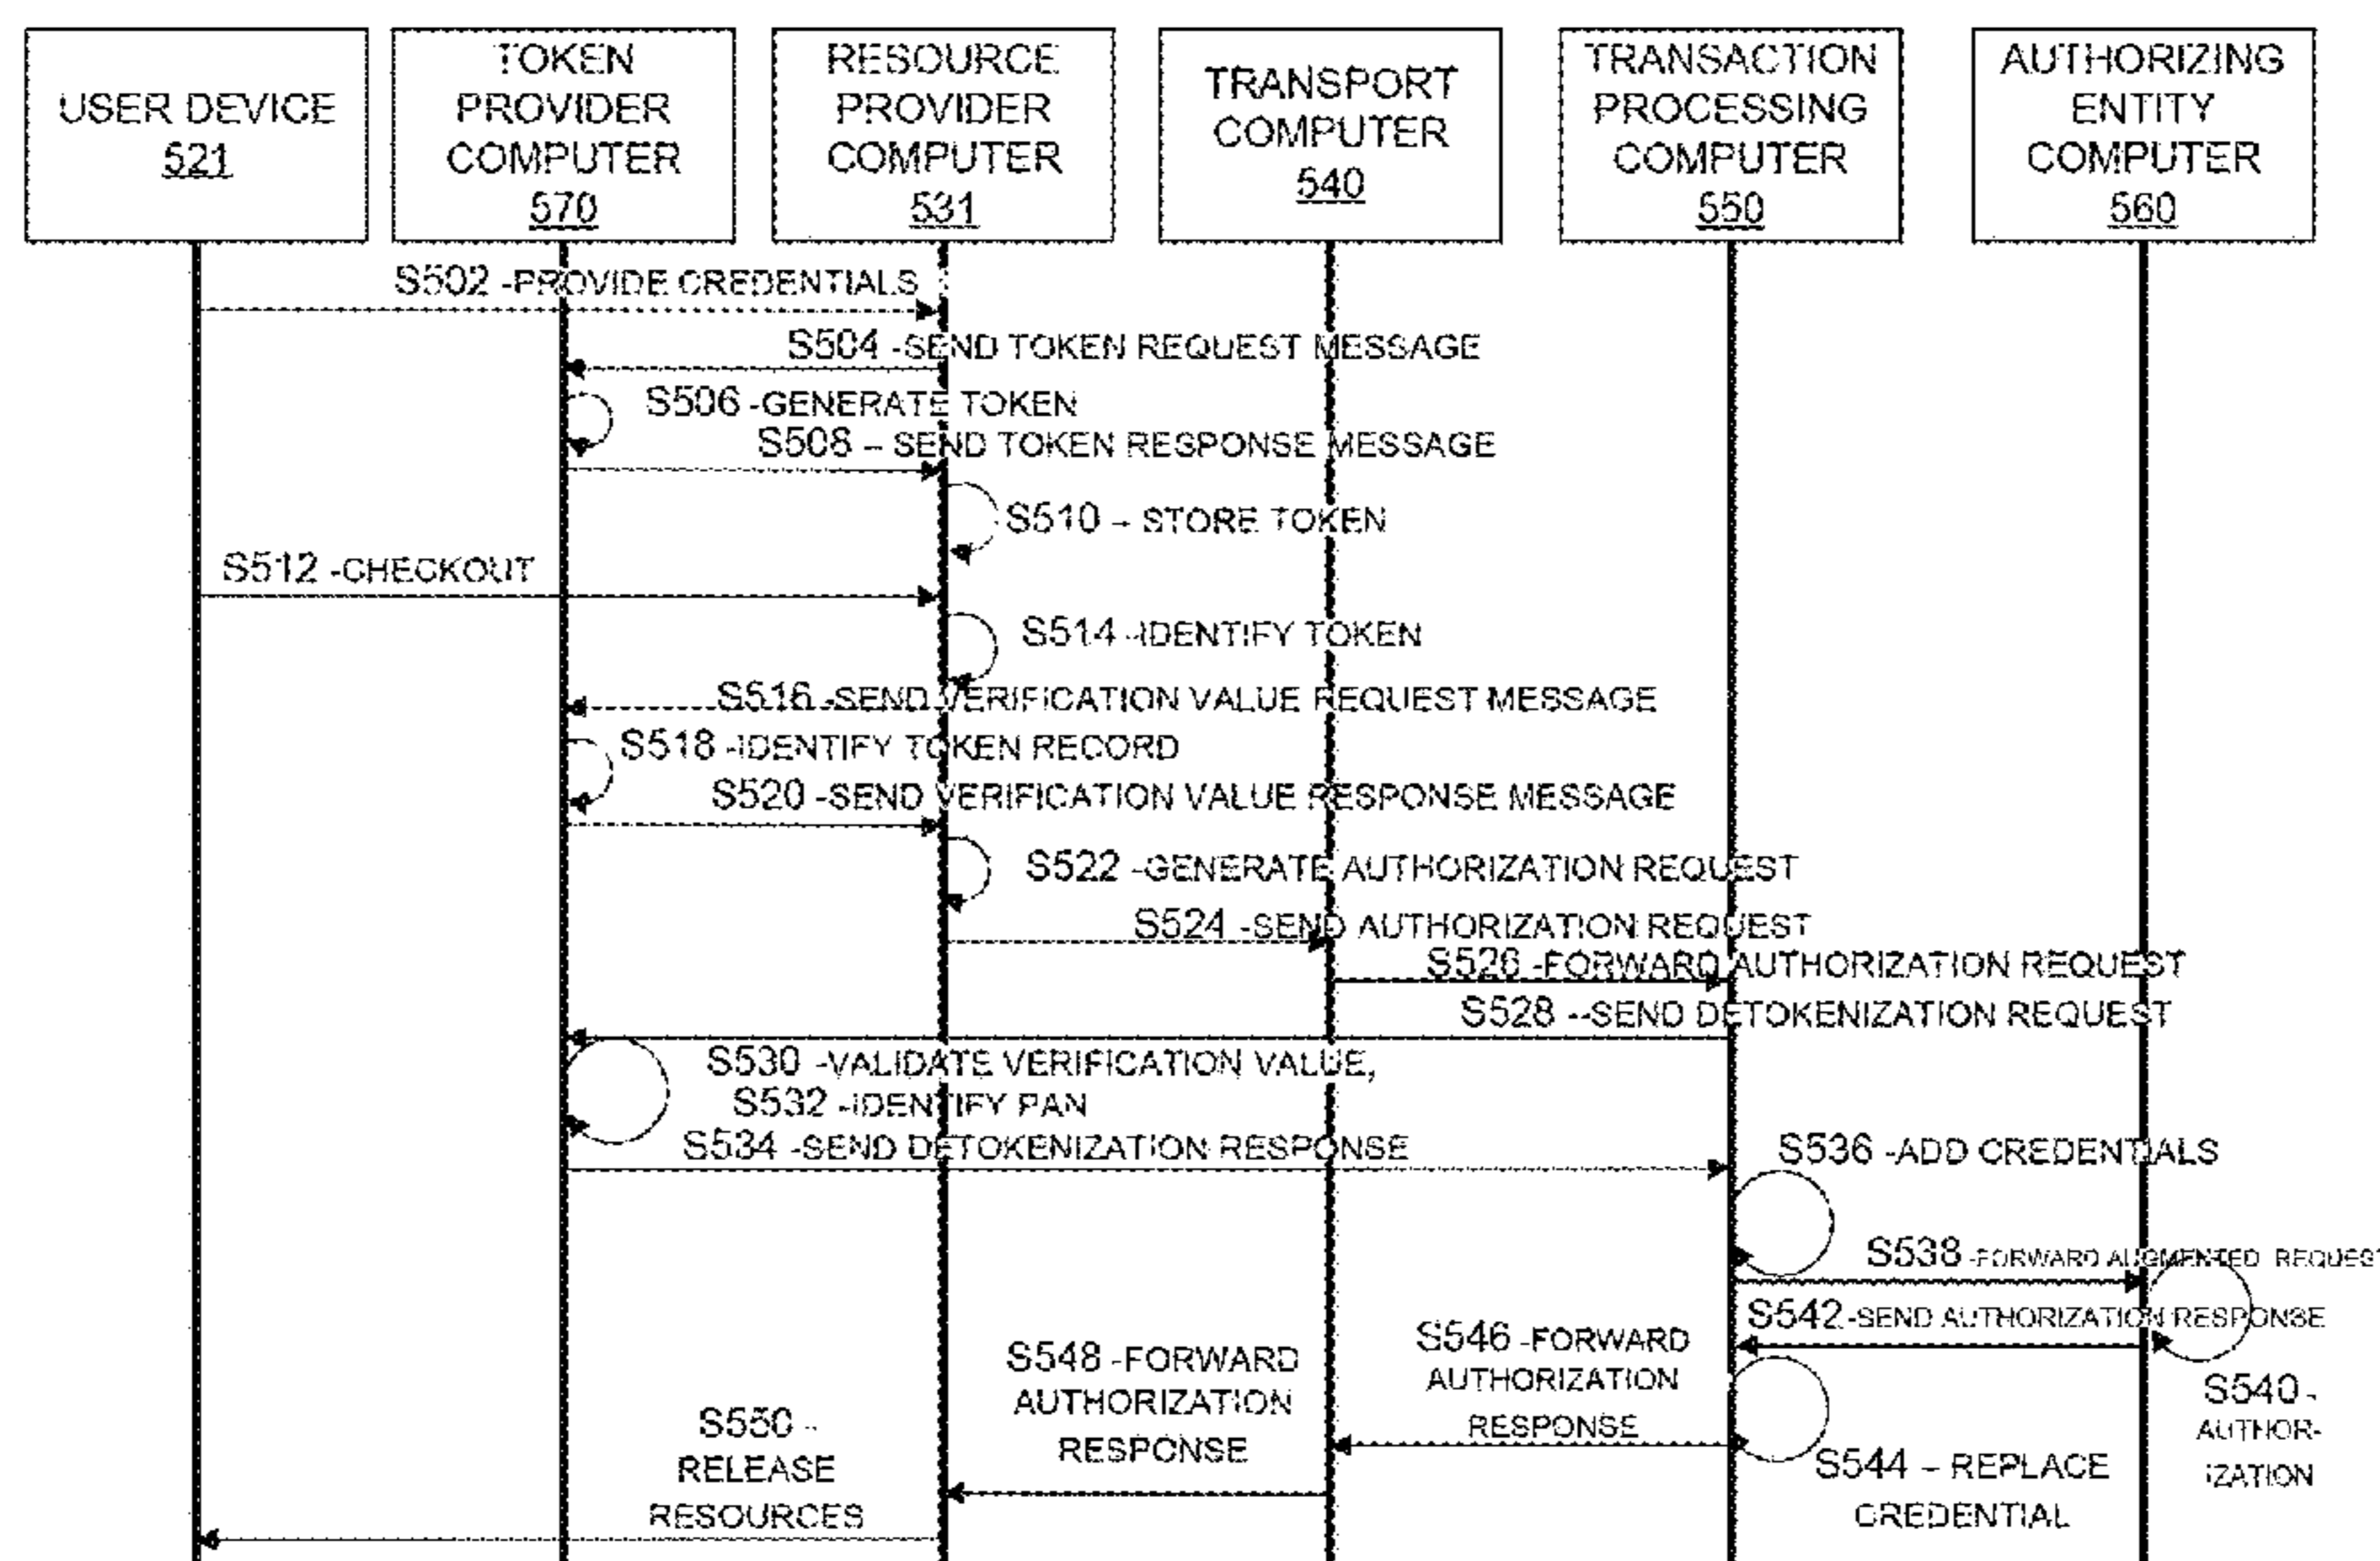 USER DEVICE
521
TOKEN
PROVIDER
COMPUTER
570
RESOURCE
PROVIDER
COMPUTER
531
TRANSPORT
COMPUTER
540
TRANSACTION
PROCESSING
COMPUTER
550
AUTHORIZING
ENTITY
COMPUTER
560
S502 -PROVIDE CREDENTIALS
S504 -SEND TOKEN REQUEST MESSAGE
S506 -GENERATE TOKEN
S508 – SEND TOKEN RESPONSE MESSAGE
S510 – STORE TOKEN
S512 -CHECKOUT
S514 -IDENTIFY TOKEN
S516 -SEND VERIFICATION VALUE REQUEST MESSAGE
S518 -IDENTIFY TOKEN RECORD
S520 -SEND VERIFICATION VALUE RESPONSE MESSAGE
S522 -GENERATE AUTHORIZATION REQUEST
S524 -SEND AUTHORIZATION REQUEST
S526 -FORWARD AUTHORIZATION REQUEST
S528 --SEND DETOKENIZATION REQUEST
S530 -VALIDATE VERIFICATION VALUE,
S532 -IDENTIFY PAN
S534 -SEND DETOKENIZATION RESPONSE
S536 -ADD CREDENTIALS
S538 -FORWARD AUGMENTED REQUEST
S542 -SEND AUTHORIZATION RESPONSE
S540 -
AUTHOR-
IZATION
S544 – REPLACE
CREDENTIAL
S546 -FORWARD
AUTHORIZATION
RESPONSE
S548 -FORWARD
AUTHORIZATION
RESPONSE
S550 –
RELEASE
RESOURCES